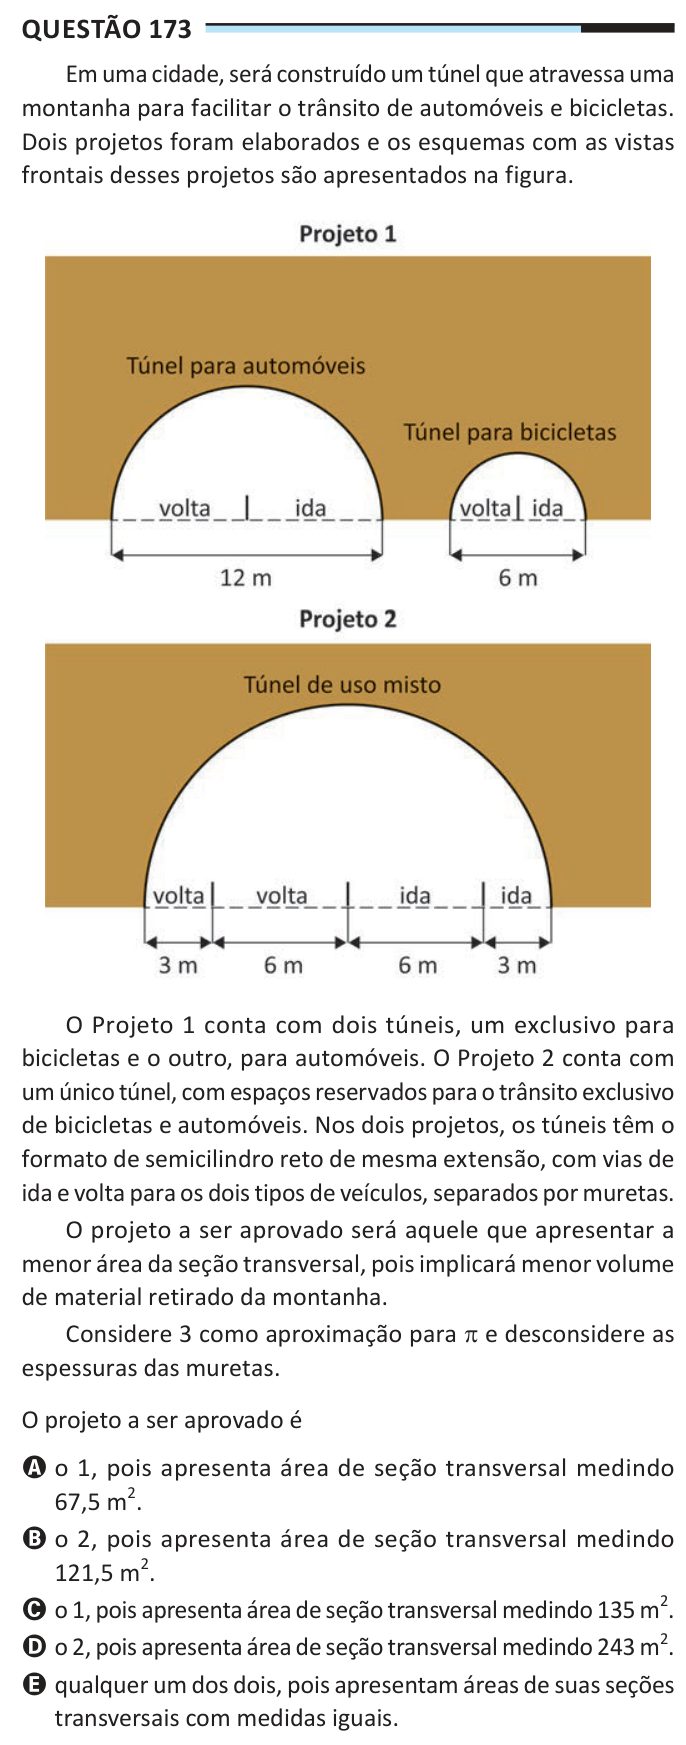 QUESTÃO 173
Em uma cidade, será construído um túnel que atravessa uma
montanha para facilitar o trânsito de automóveis e bicicletas.
Dois projetos foram elaborados e os esquemas com as vistas
frontais desses projetos são apresentados na figura.
Projeto 1
Túnel para automóveis
Túnel para bicicletas
volta ida volta ida
12 m 6 m
Projeto 2
Túnel de uso misto
volta volta ida ida
3 m 6 m 6 m 3 m
O Projeto 1 conta com dois túneis, um exclusivo para
bicicletas e o outro, para automóveis. O Projeto 2 conta com
um único túnel, com espaços reservados para o trânsito exclusivo
de bicicletas e automóveis. Nos dois projetos, os túneis têm o
formato de semicilindro reto de mesma extensão, com vias de
ida e volta para os dois tipos de veículos, separados por muretas.
O projeto a ser aprovado será aquele que apresentar a
menor área da seção transversal, pois implicará menor volume
de material retirado da montanha.
Considere 3 como aproximação para π e desconsidere as
espessuras das muretas.
O projeto a ser aprovado é
A o 1, pois apresenta área de seção transversal medindo
67,5 m².
B o 2, pois apresenta área de seção transversal medindo
121,5 m².
C o 1, pois apresenta área de seção transversal medindo 135 m².
D o 2, pois apresenta área de seção transversal medindo 243 m².
E qualquer um dos dois, pois apresentam áreas de suas seções
transversais com medidas iguais.